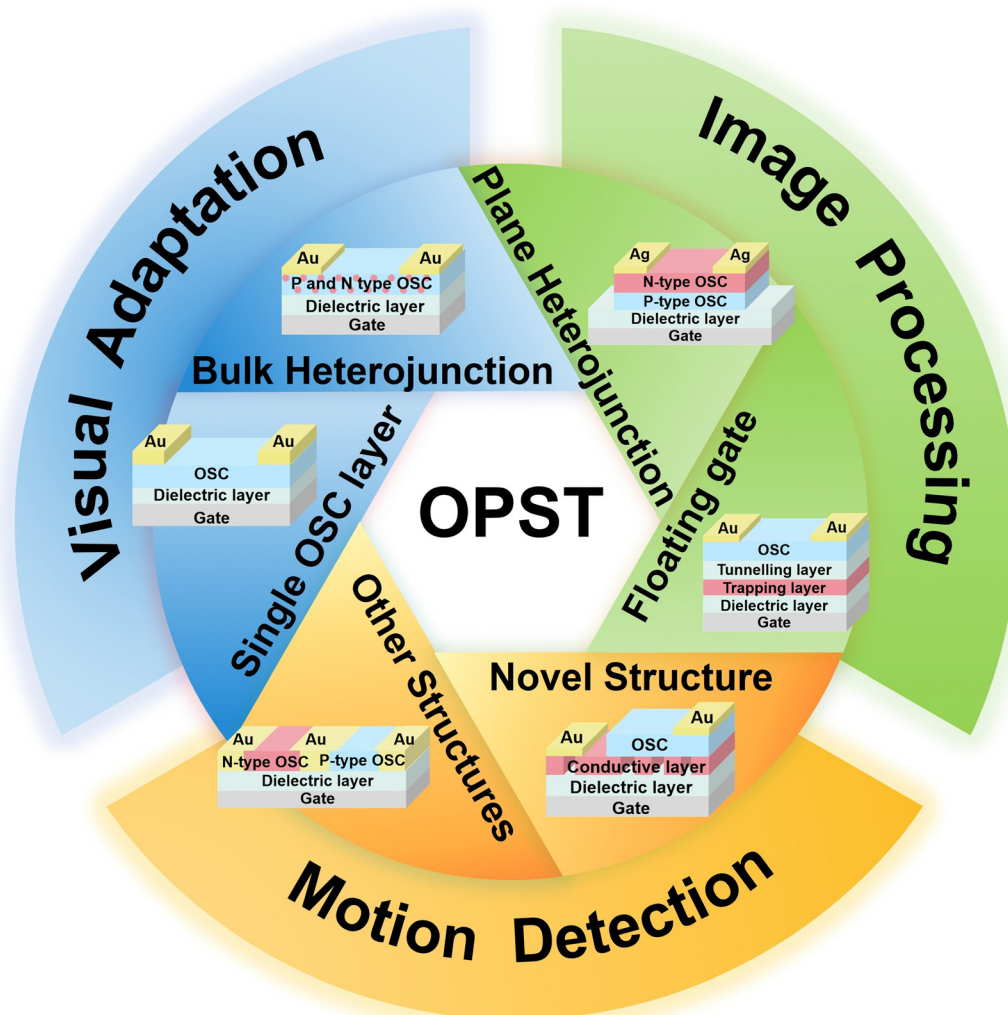 Visual Adaptation
Image Processing
Motion Detection
OPST
Bulk Heterojunction
Au
Au
P and N type OSC
Dielectric layer
Gate
Plane Heterojunction
Ag
Ag
N-type OSC
P-type OSC
Dielectric layer
Gate
Single OSC layer
Au
Au
OSC
Dielectric layer
Gate
Floating gate
Au
Au
OSC
Tunnelling layer
Trapping layer
Dielectric layer
Gate
Other Structures
Au
Au
Au
N-type OSC
P-type OSC
Dielectric layer
Gate
Novel Structure
Au
Au
OSC
Conductive layer
Dielectric layer
Gate